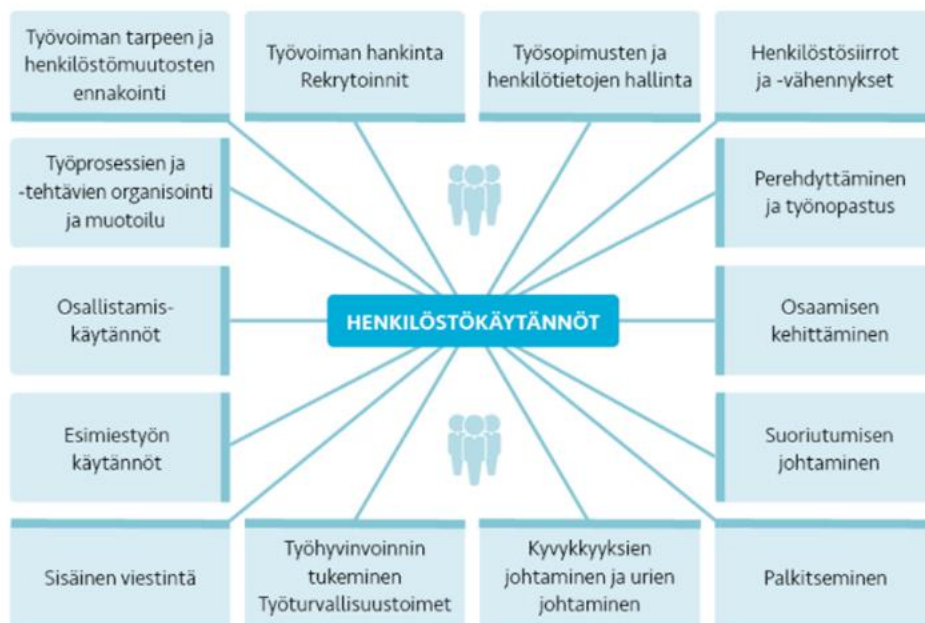 Työvoiman tarpeen ja
henkilöstömuutosten
ennakointi
Työvoiman hankinta
Rekrytoinnit
Työsopimusten ja
henkilötietojen hallinta
Henkilöstösiirrot
ja -vähennykset
Työprosessien ja
-tehtävien organisointi
ja muotoilu
Perehdyttäminen
ja työnopastus
Osallistamis-
käytännöt
HENKILÖSTÖKÄYTÄNNÖT
Osaamisen
kehittäminen
Esimiestyön
käytännöt
Suoriutumisen
johtaminen
Sisäinen viestintä
Työhyvinvoinnin
tukeminen
Työturvallisuustoimet
Kyvykkyyksien
johtaminen ja urien
johtaminen
Palkitseminen